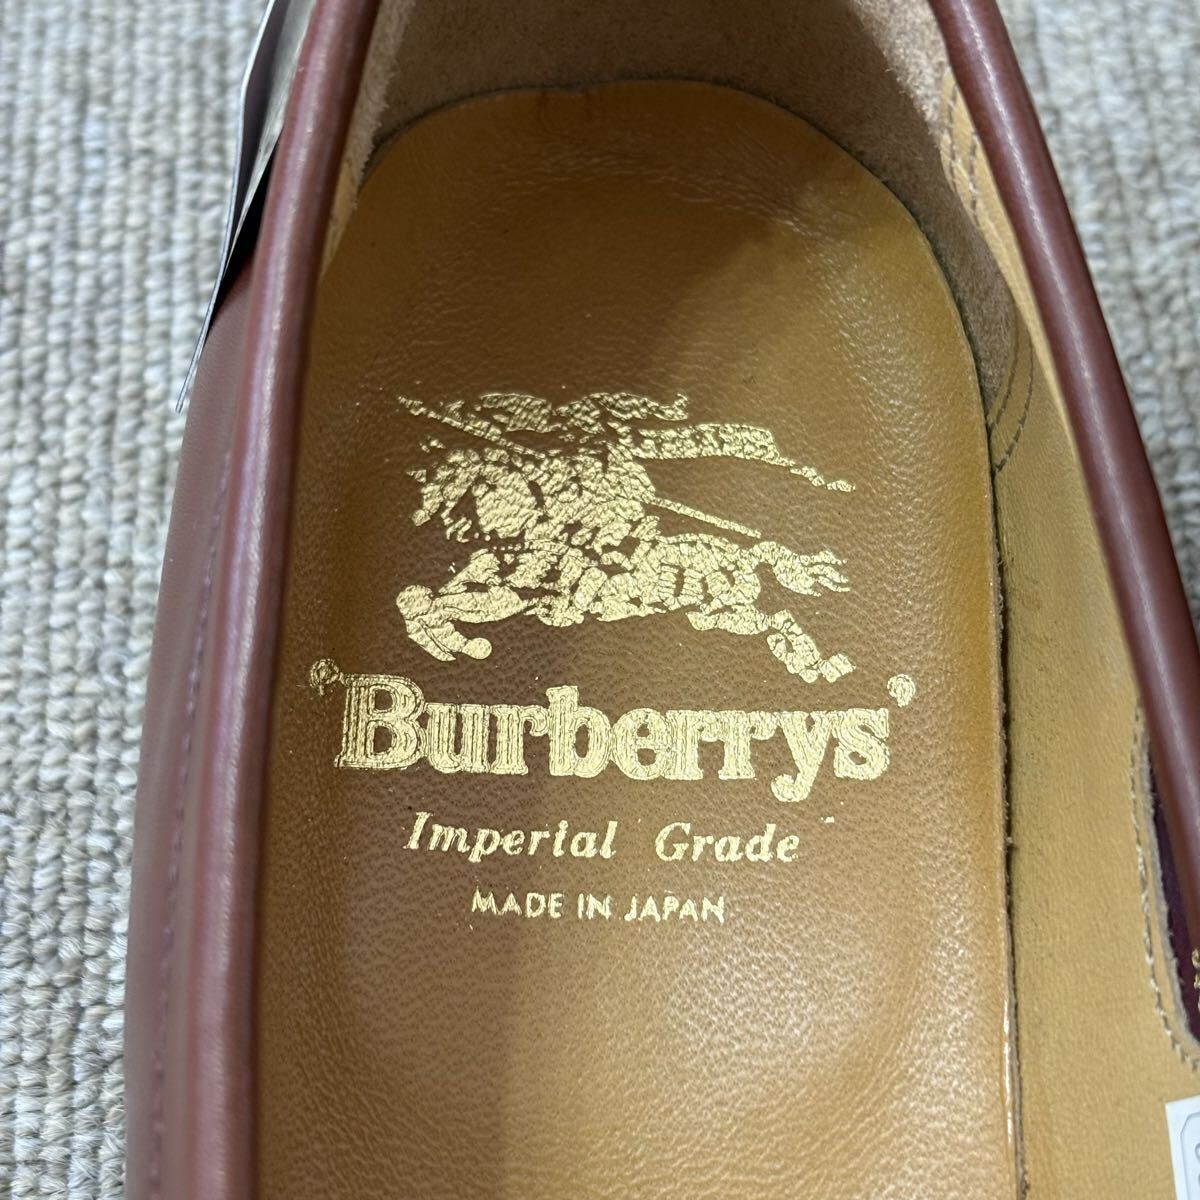 'Burberrys'
Imperial Grade
MADE IN JAPAN